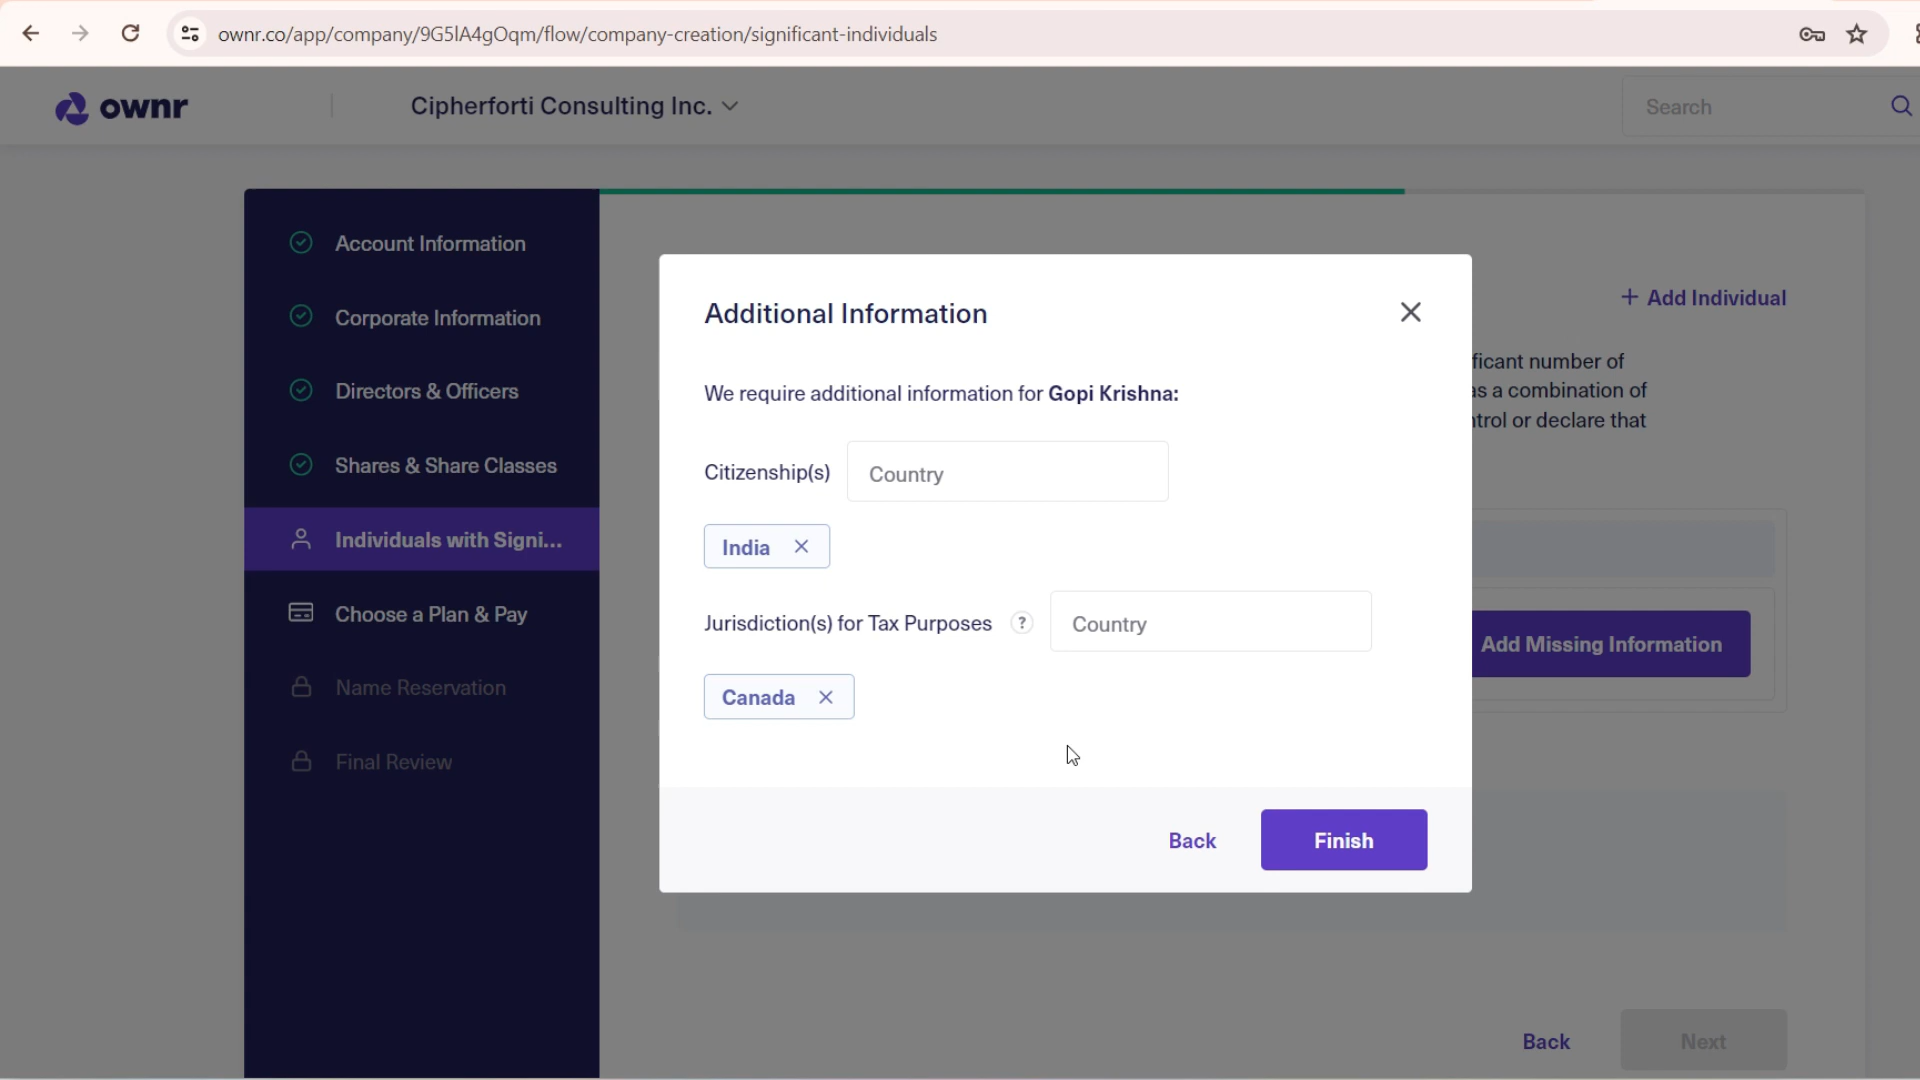 ownr.co/app/company/9G5lA4gOqm/flow/company-creation/significant-individuals
ownr
Cipherforti Consulting Inc.
Search
Account Information
Corporate Information
Directors & Officers
Shares & Share Classes
Individuals with Signi...
Choose a Plan & Pay
Name Reservation
Final Review
+ Add Individual
ficant number of
as a combination of
ntrol or declare that
Add Missing Information
Additional Information
We require additional information for Gopi Krishna:
Citizenship(s) Country
India
Jurisdiction(s) for Tax Purposes ? Country
Canada
Back Finish
Back Next